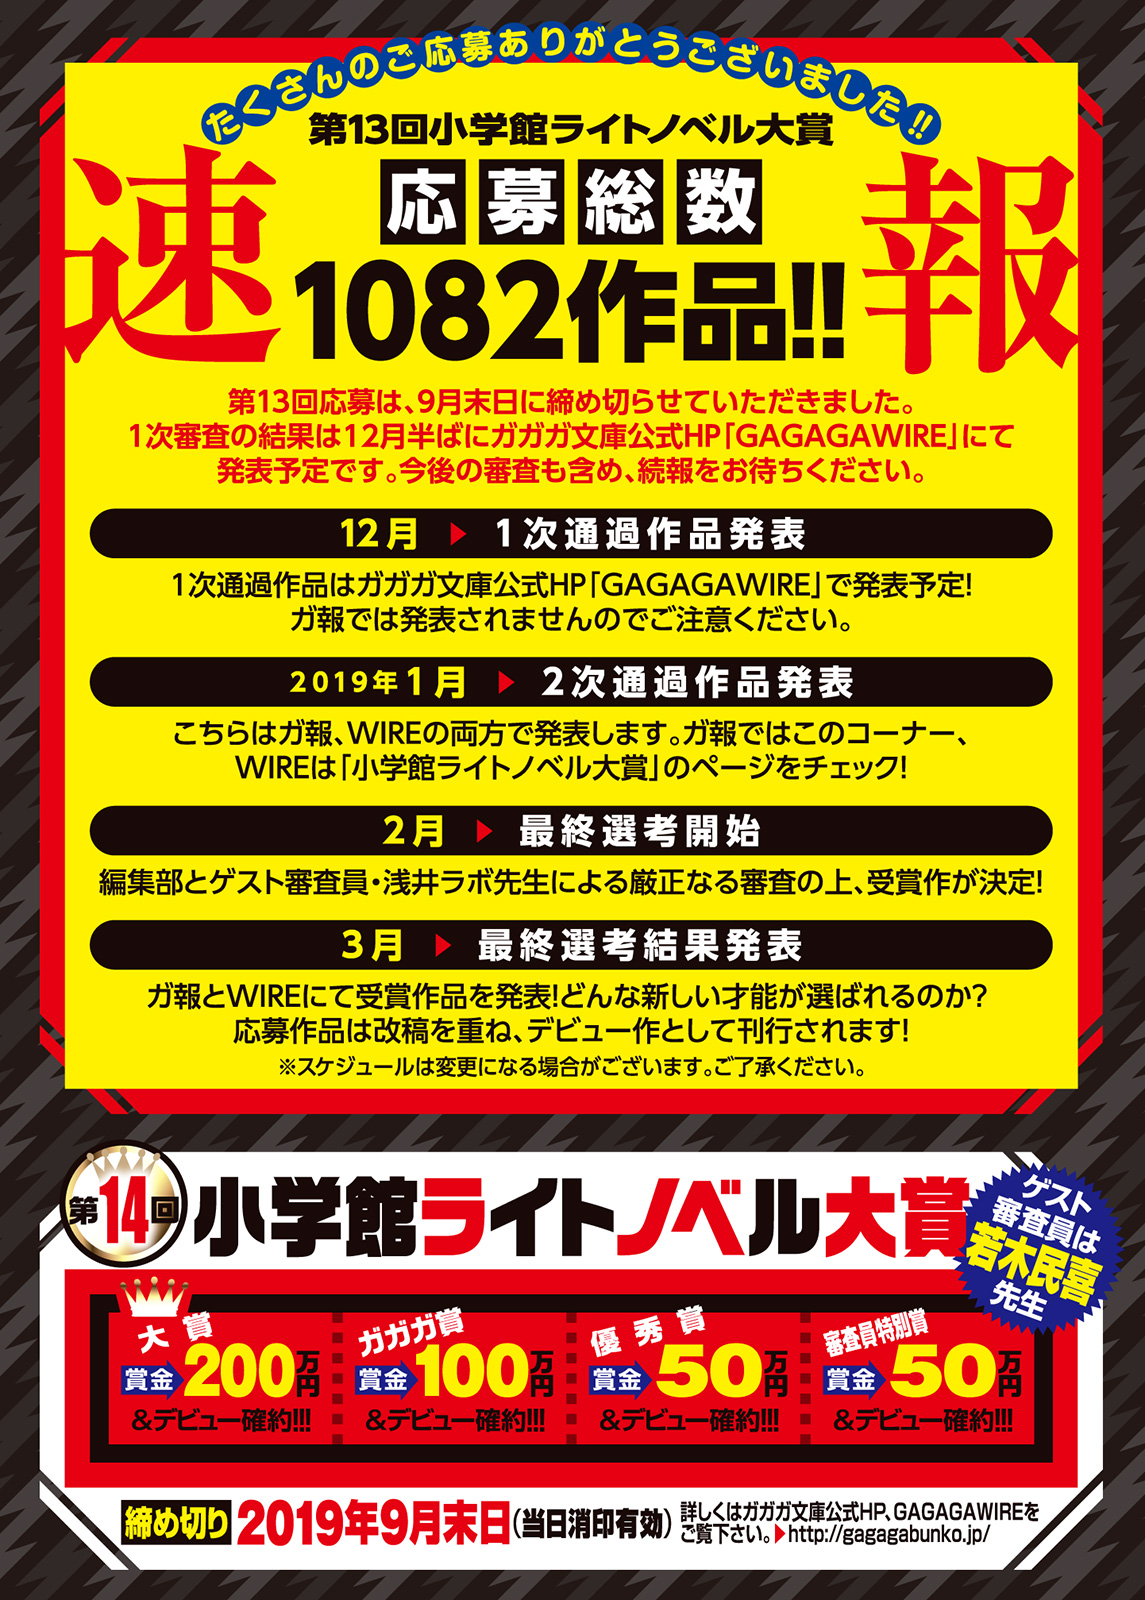 たくさんのご応募ありがとうございました!!
第13回小学館ライトノベル大賞
速報
応募総数
1082作品!!
第13回応募は、9月末日に締め切らせていただきました。
1次審査の結果は12月半ばにガガガ文庫公式HP「GAGAGAWIRE」にて
発表予定です。今後の審査も含め、続報をお待ちください。
12月 ▶ 1次通過作品発表
1次通過作品はガガガ文庫公式HP「GAGAGAWIRE」で発表予定!
ガ報では発表されませんのでご注意ください。
2019年1月 ▶ 2次通過作品発表
こちらはガ報、WIREの両方で発表します。ガ報ではこのコーナー、
WIREは「小学館ライトノベル大賞」のページをチェック!
2月 ▶ 最終選考開始
編集部とゲスト審査員・浅井ラボ先生による厳正なる審査の上、受賞作が決定!
3月 ▶ 最終選考結果発表
ガ報とWIREにて受賞作品を発表!どんな新しい才能が選ばれるのか?
応募作品は改稿を重ね、デビュー作として刊行されます!
※スケジュールは変更になる場合がございます。ご了承ください。
第14回
小学館ライトノベル大賞
ゲスト
審査員は
若木民喜
先生
大賞
賞金200万円
&デビュー確約!!!
ガガガ賞
賞金100万円
&デビュー確約!!!
優秀賞
賞金50万円
&デビュー確約!!!
審査員特別賞
賞金50万円
&デビュー確約!!!
締め切り 2019年9月末日(当日消印有効)
詳しくはガガガ文庫公式HP、GAGAGAWIREを
ご覧下さい。▶http://gagagabunko.jp/